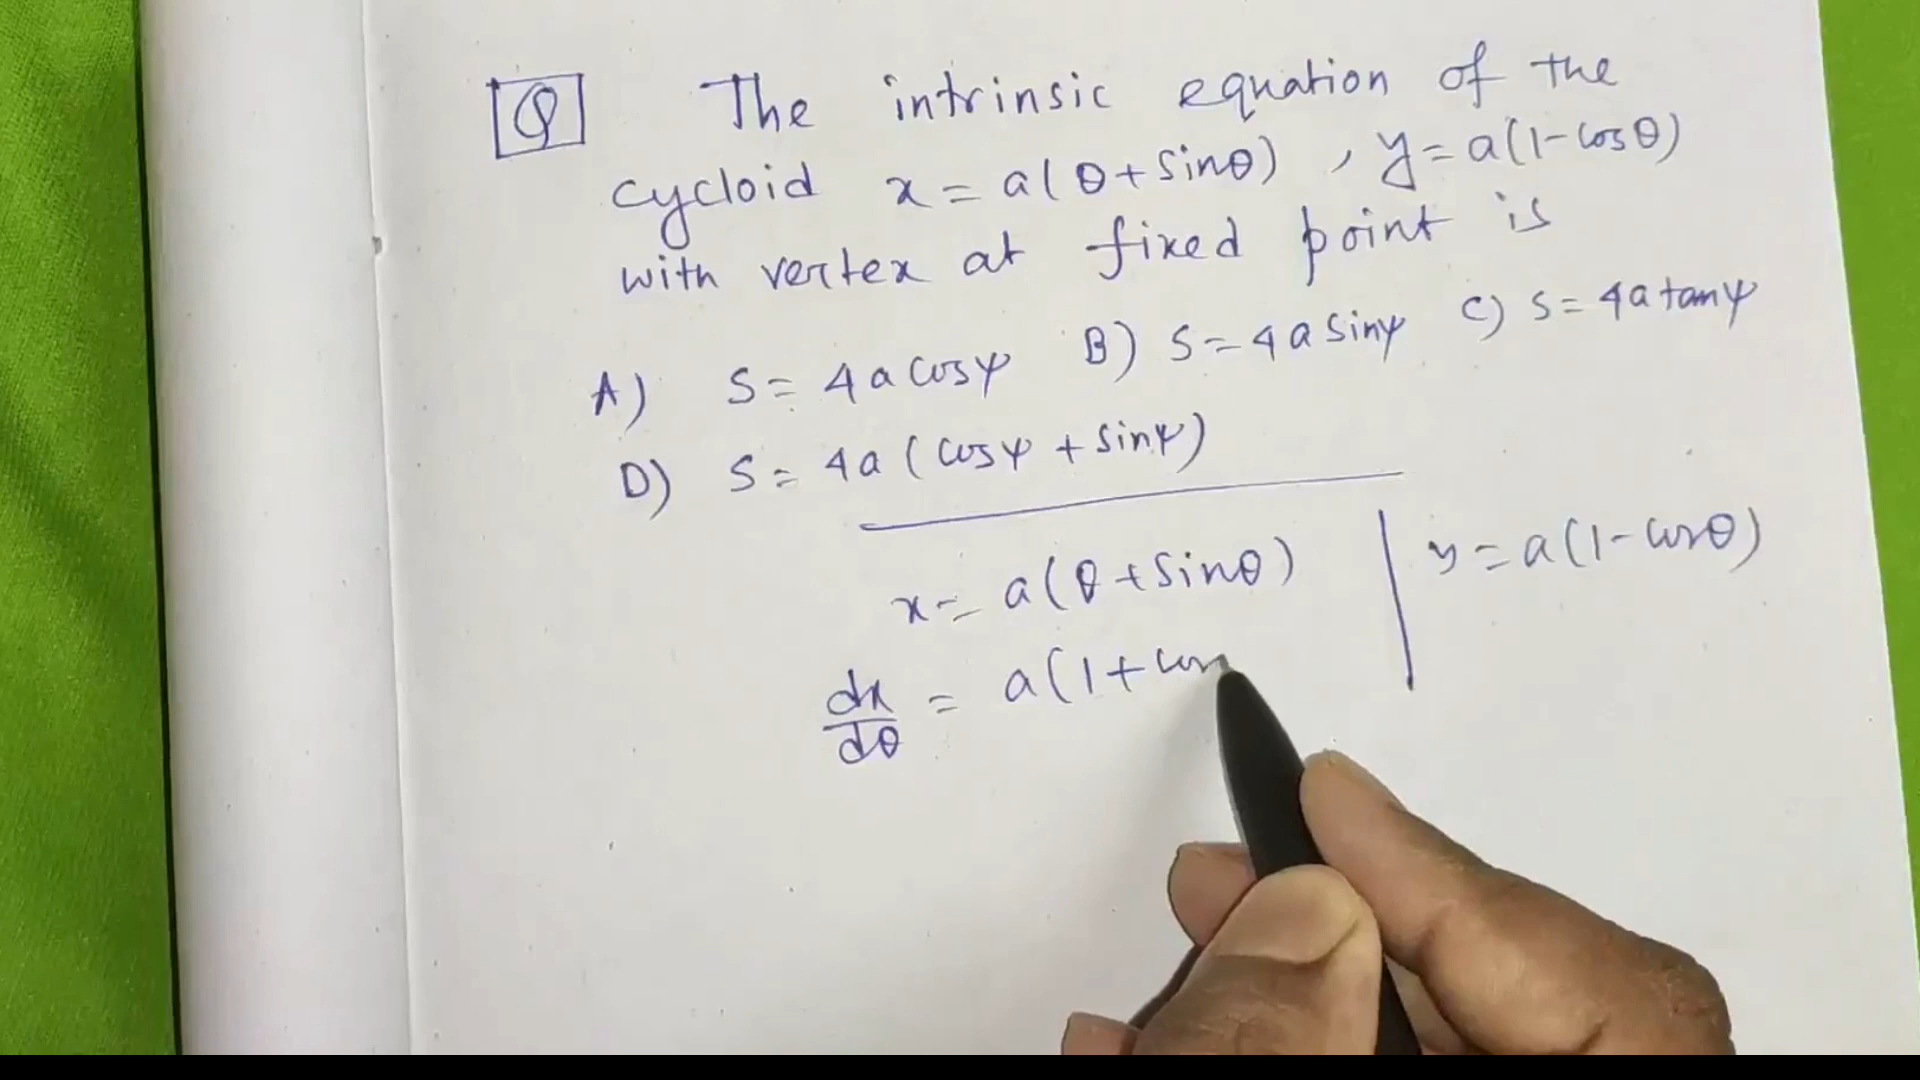 Q The intrinsic equation of the
cycloid x = a(θ + sinθ), y = a(1 - cosθ)
with vertex at fixed point is
A) S = 4a cosψ B) S = 4a sinψ C) S = 4a tanψ
D) S = 4a (cosψ + sinψ)
x = a(θ + sinθ) | y = a(1 - cosθ)
dx/dθ = a(1 + cos